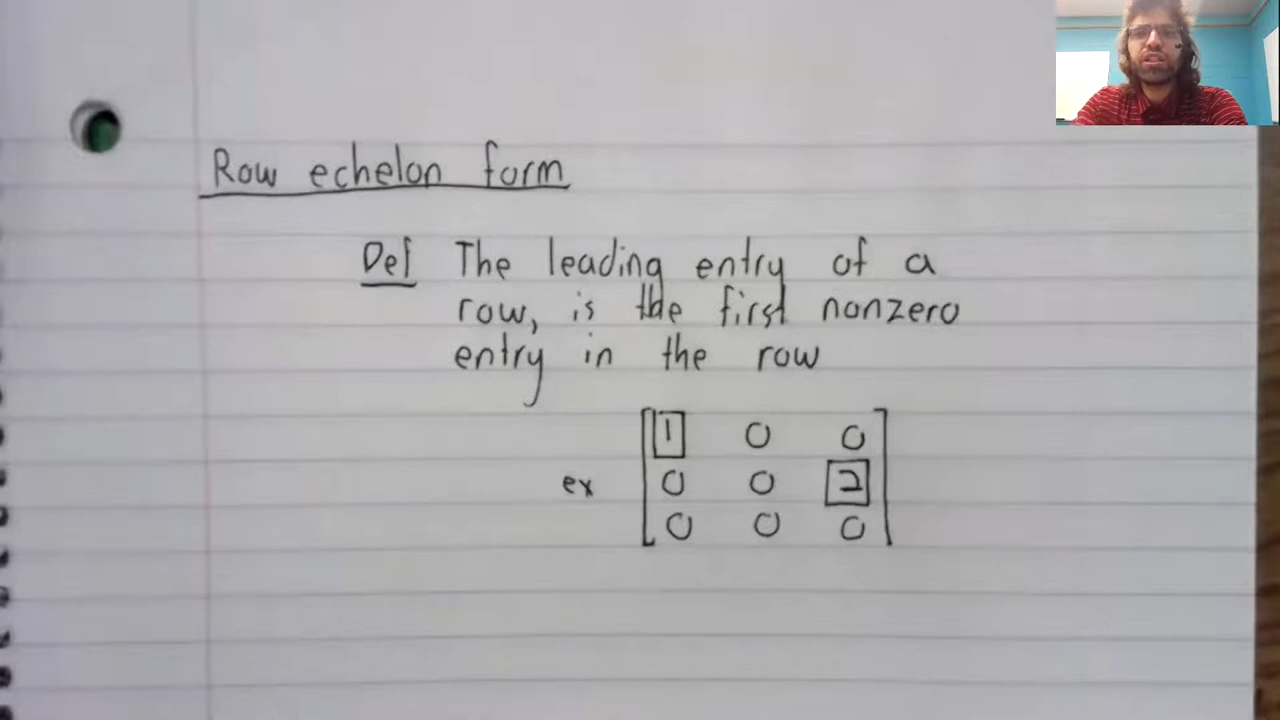 Row echelon form
Def The leading entry of a
row, is the first nonzero
entry in the row
1 0 0
ex 0 0 2
0 0 0